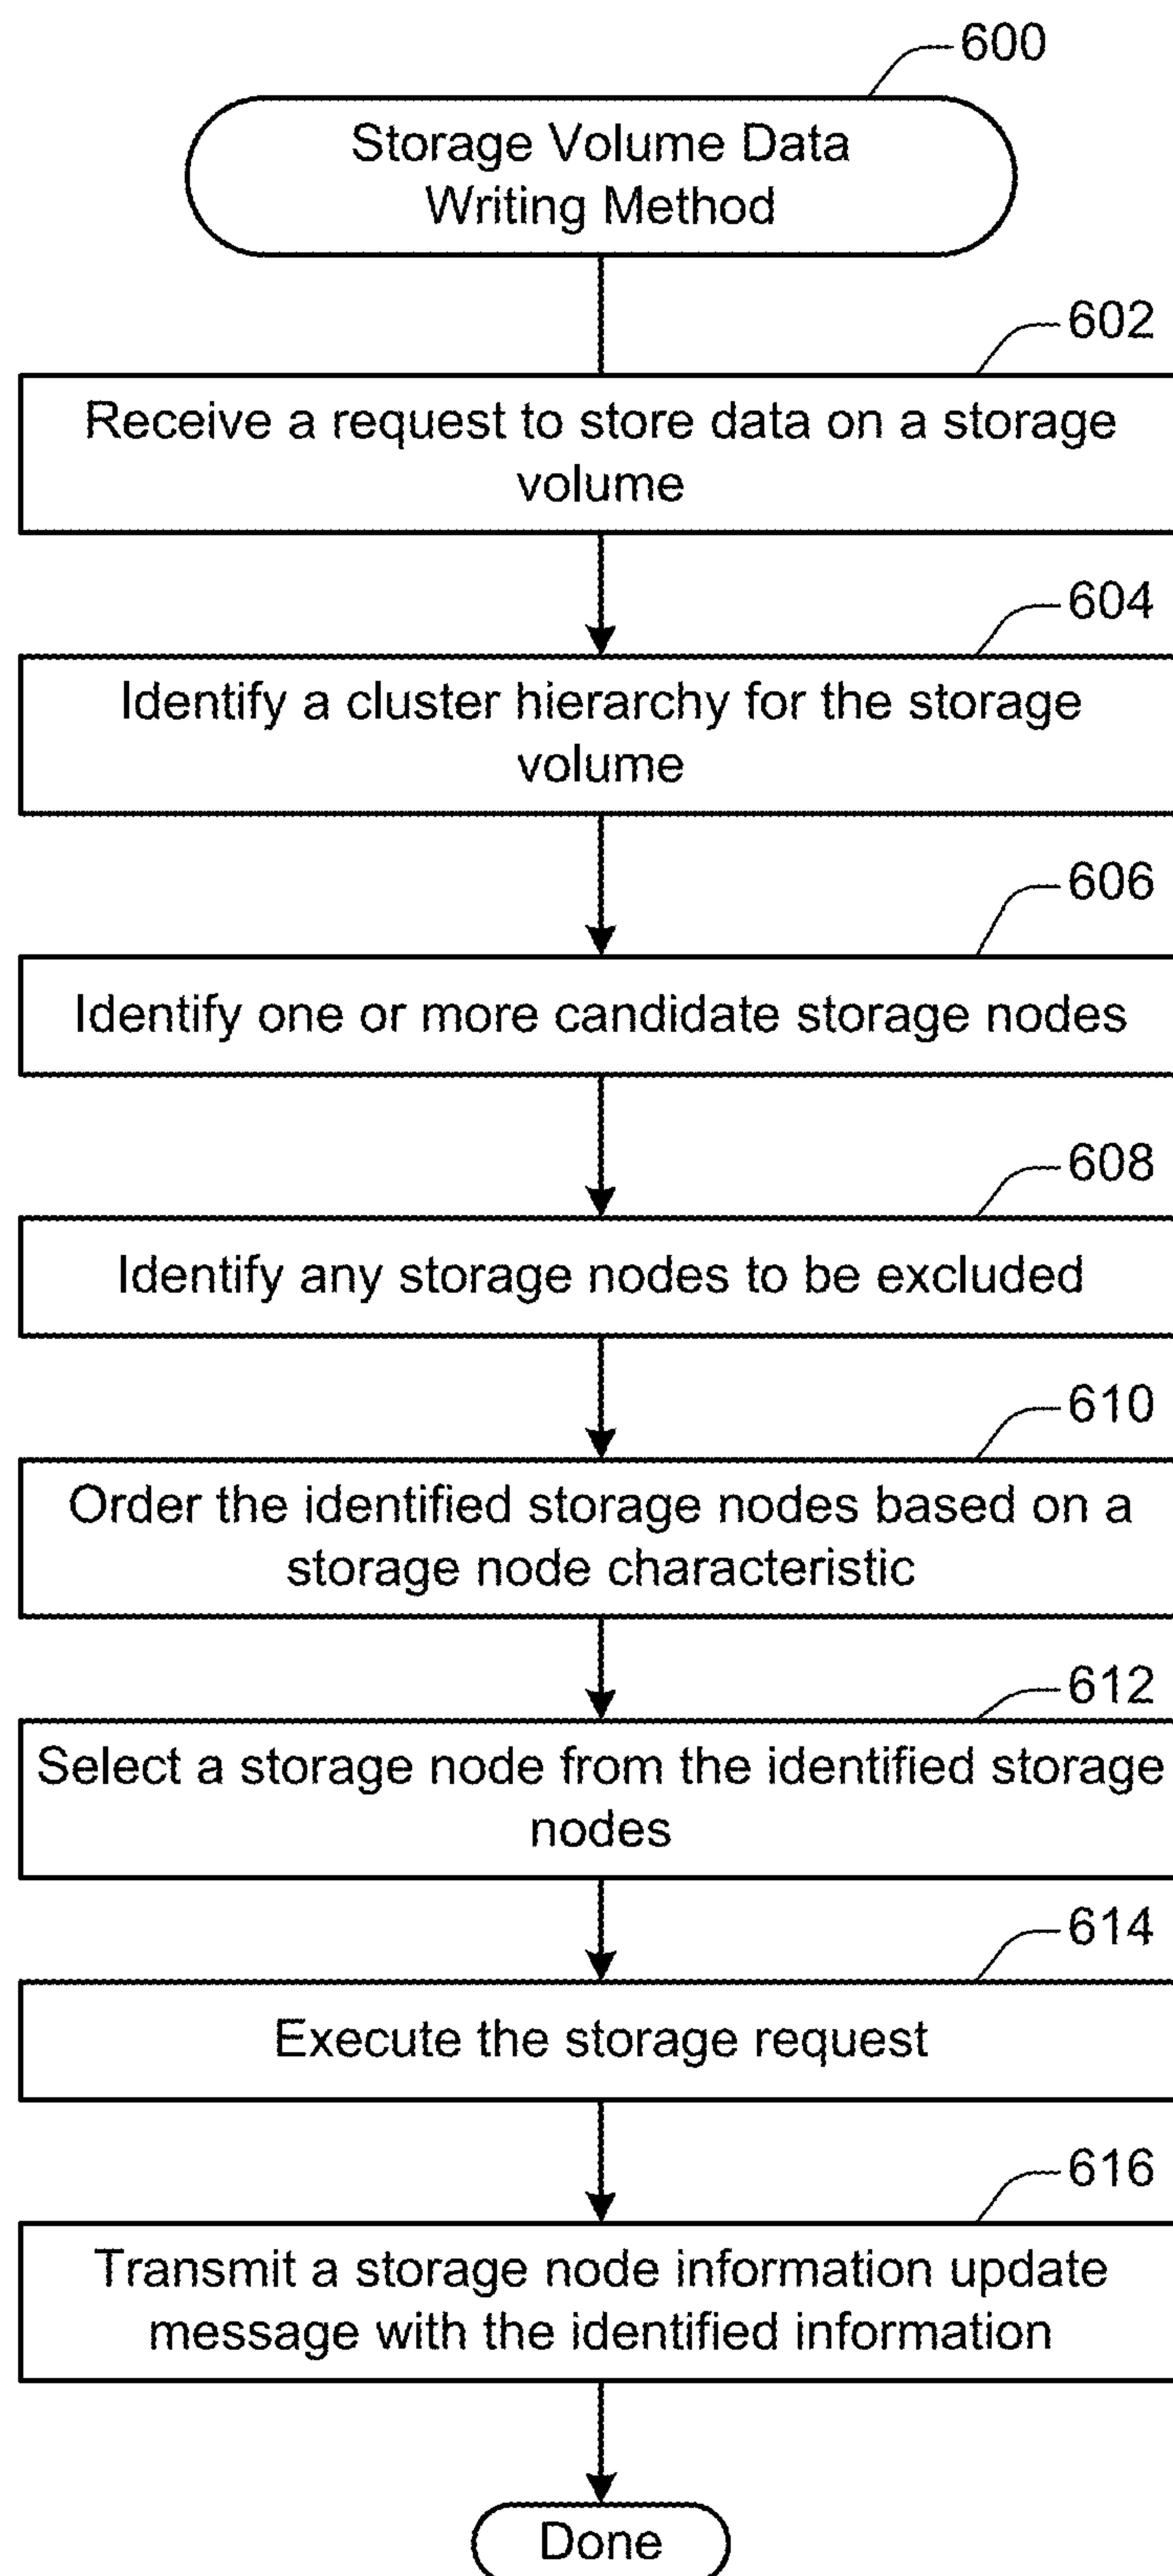 600
Storage Volume Data
Writing Method
602
Receive a request to store data on a storage
volume
604
Identify a cluster hierarchy for the storage
volume
606
Identify one or more candidate storage nodes
608
Identify any storage nodes to be excluded
610
Order the identified storage nodes based on a
storage node characteristic
612
Select a storage node from the identified storage
nodes
614
Execute the storage request
616
Transmit a storage node information update
message with the identified information
Done